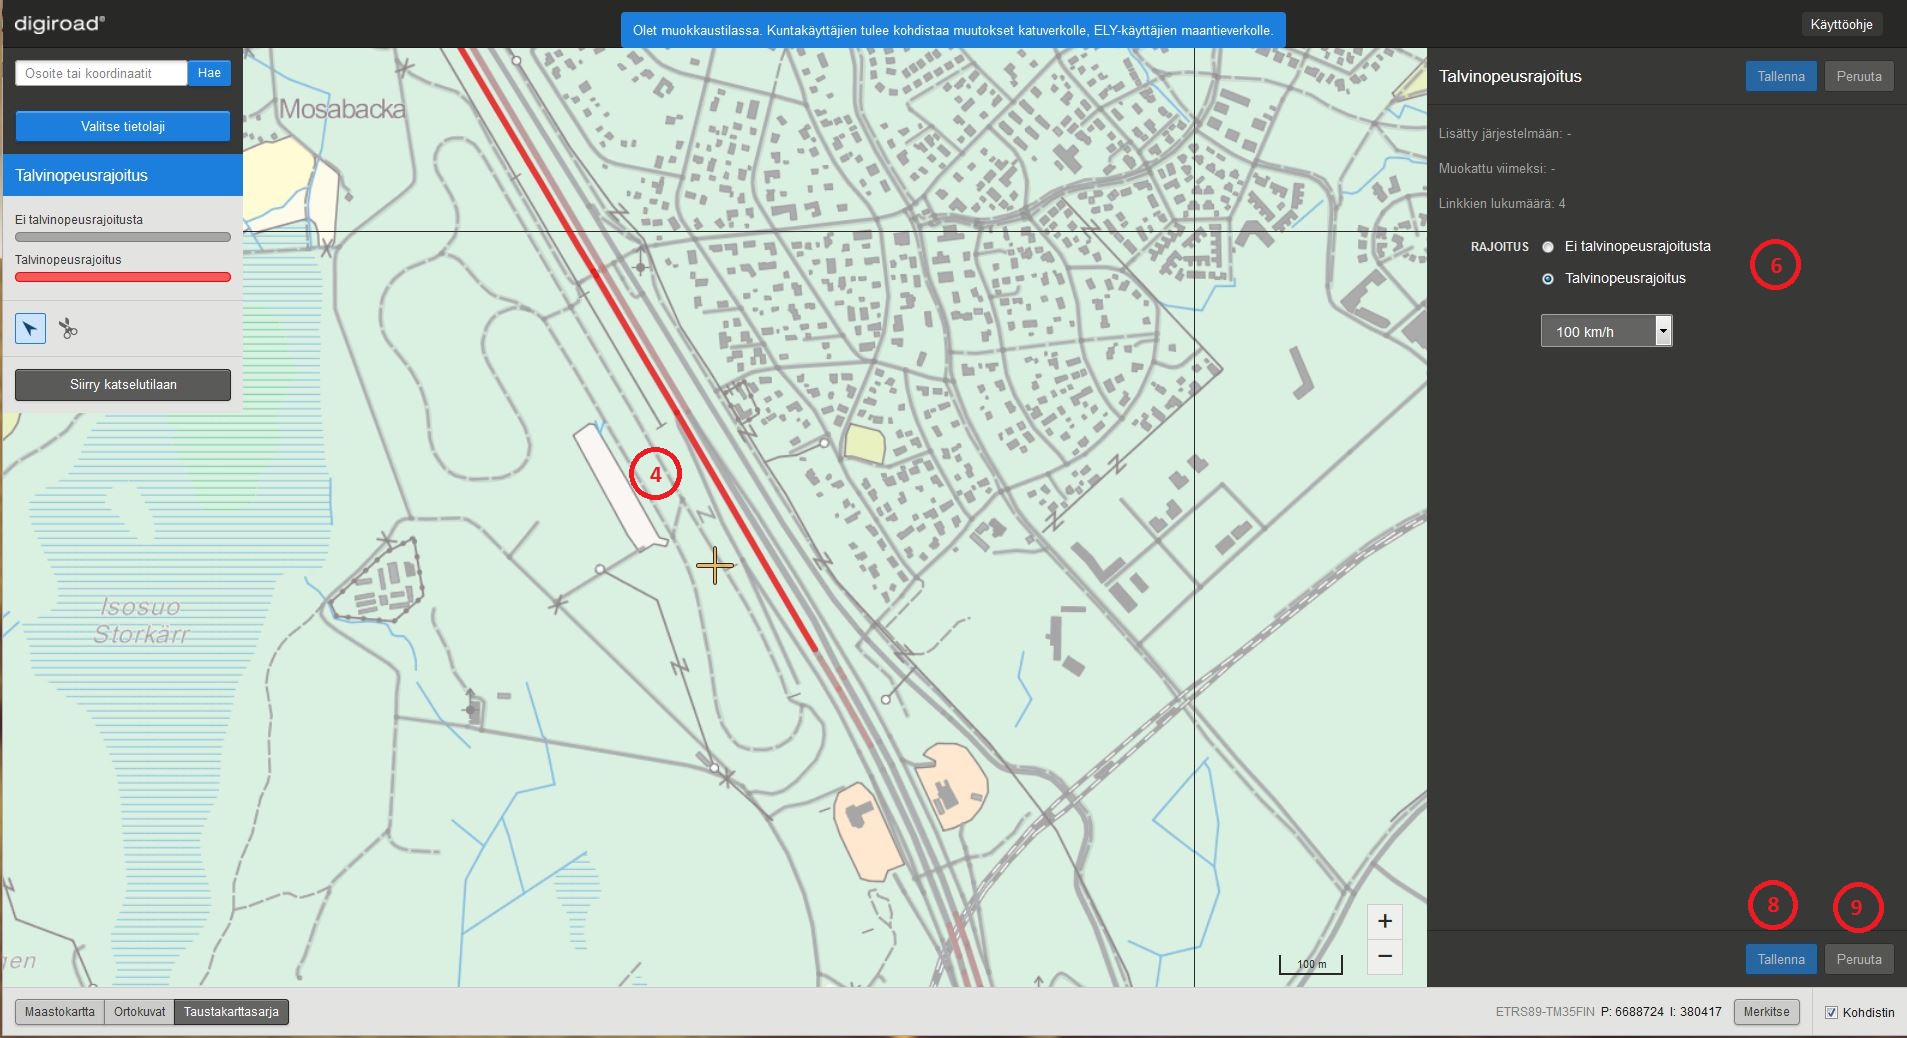 digiroad®
Olet muokkaustilassa. Kuntakäyttäjien tulee kohdistaa muutokset katuverkolle, ELY-käyttäjien maantieverkolle.
Käyttöohje
Osoite tai koordinaatit
Hae
Valitse tietolaji
Talvinopeusrajoitus
Ei talvinopeusrajoitusta
Talvinopeusrajoitus
Siirry katselutilaan
Mosabacka
4
Isosuo
Storkärr
100 m
+
−
Talvinopeusrajoitus
Tallenna
Peruuta
Lisätty järjestelmään: -
Muokattu viimeksi: -
Linkkien lukumäärä: 4
RAJOITUS
Ei talvinopeusrajoitusta
Talvinopeusrajoitus
6
100 km/h
8
9
Tallenna
Peruuta
Maastokartta
Ortokuvat
Taustakarttasarja
ETRS89-TM35FIN P: 6688724 I: 380417
Merkitse
Kohdistin